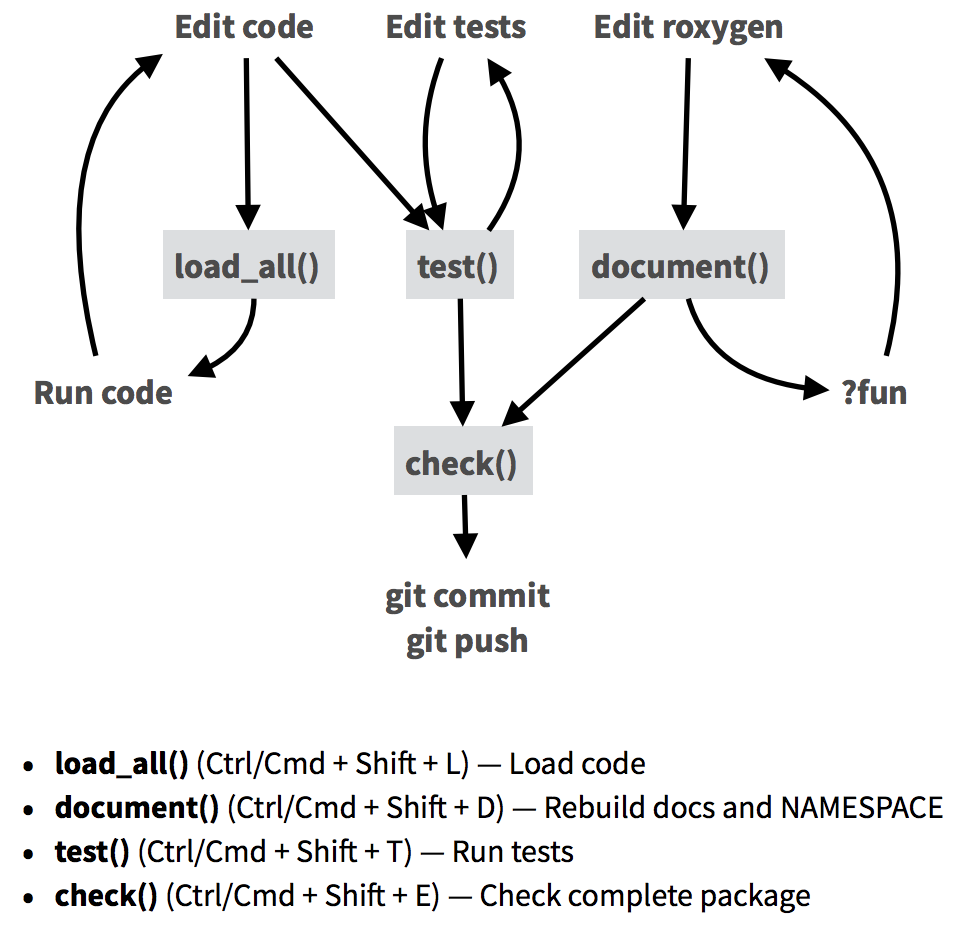 Edit code Edit tests Edit roxygen
load_all() test() document()
Run code ?fun
check()
git commit
git push
• load_all() (Ctrl/Cmd + Shift + L) — Load code
• document() (Ctrl/Cmd + Shift + D) — Rebuild docs and NAMESPACE
• test() (Ctrl/Cmd + Shift + T) — Run tests
• check() (Ctrl/Cmd + Shift + E) — Check complete package